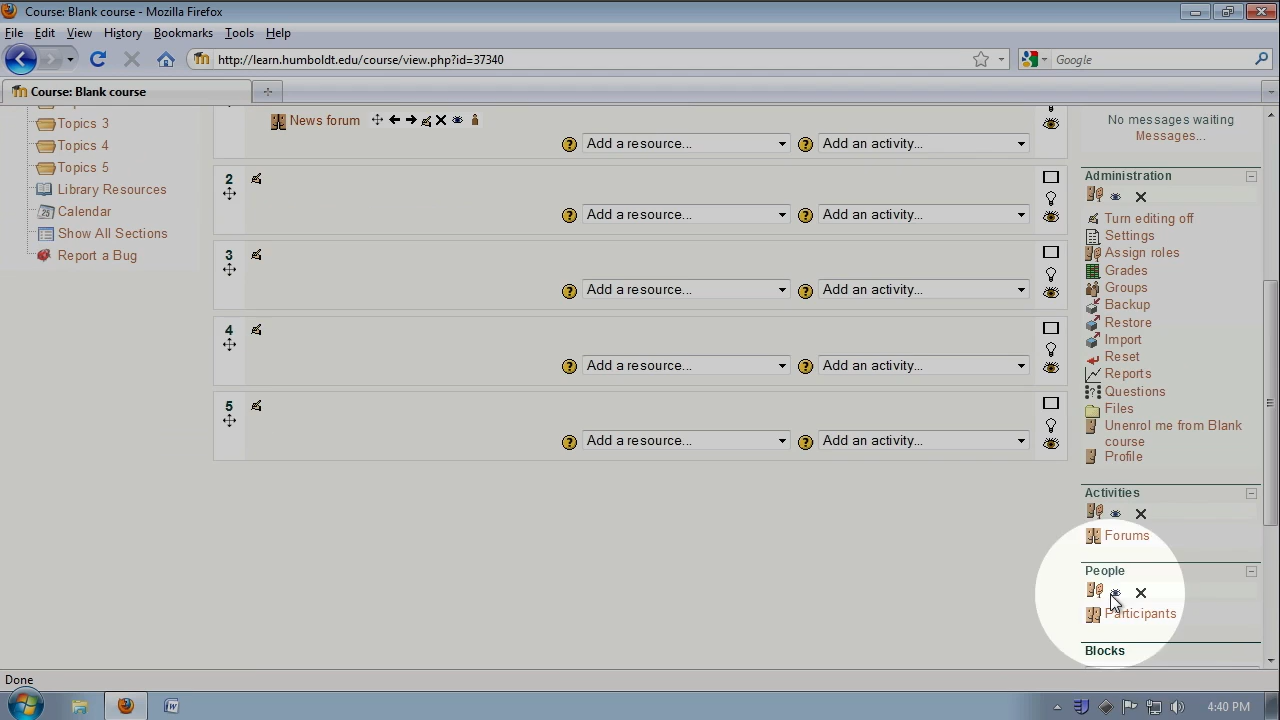 Course: Blank course - Mozilla Firefox
File Edit View History Bookmarks Tools Help
http://learn.humboldt.edu/course/view.php?id=37340
Google
Course: Blank course
Topics 3
Topics 4
Topics 5
Library Resources
Calendar
Show All Sections
Report a Bug
News forum
Add a resource... Add an activity...
2
Add a resource... Add an activity...
3
Add a resource... Add an activity...
4
Add a resource... Add an activity...
5
Add a resource... Add an activity...
No messages waiting
Messages...
Administration
Turn editing off
Settings
Assign roles
Grades
Groups
Backup
Restore
Import
Reset
Reports
Questions
Files
Unenrol me from Blank
course
Profile
Activities
Forums
People
Participants
Blocks
Done
4:40 PM